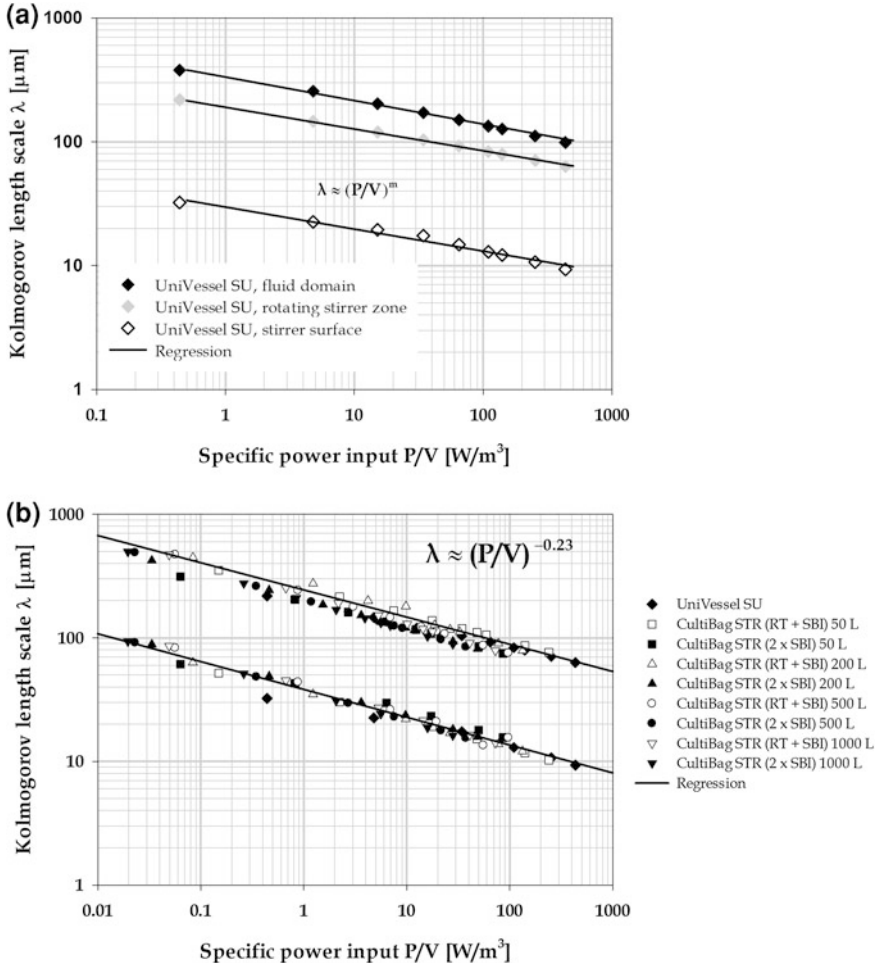 (a)
1000
100
10
1
0.1 1 10 100 1000
Kolmogorov length scale λ [µm]
λ ≈ (P/V)ᵐ
UniVessel SU, fluid domain
UniVessel SU, rotating stirrer zone
UniVessel SU, stirrer surface
Regression
Specific power input P/V [W/m³]
(b)
1000
100
10
1
0.01 0.1 1 10 100 1000
Kolmogorov length scale λ [µm]
λ ≈ (P/V)⁻⁰·²³
UniVessel SU
CultiBag STR (RT + SBI) 50 L
CultiBag STR (2 x SBI) 50 L
CultiBag STR (RT + SBI) 200 L
CultiBag STR (2 x SBI) 200 L
CultiBag STR (RT + SBI) 500 L
CultiBag STR (2 x SBI) 500 L
CultiBag STR (RT + SBI) 1000 L
CultiBag STR (2 x SBI) 1000 L
Regression
Specific power input P/V [W/m³]